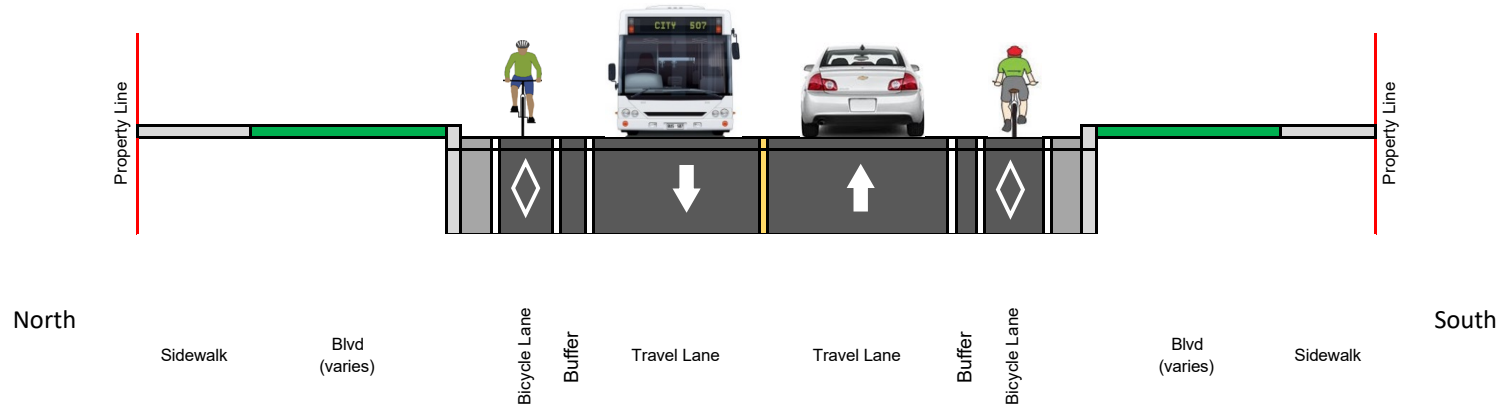 CITY 507
Property Line
Property Line
North
South
Sidewalk
Blvd
(varies)
Bicycle Lane
Buffer
Travel Lane
Travel Lane
Buffer
Bicycle Lane
Blvd
(varies)
Sidewalk